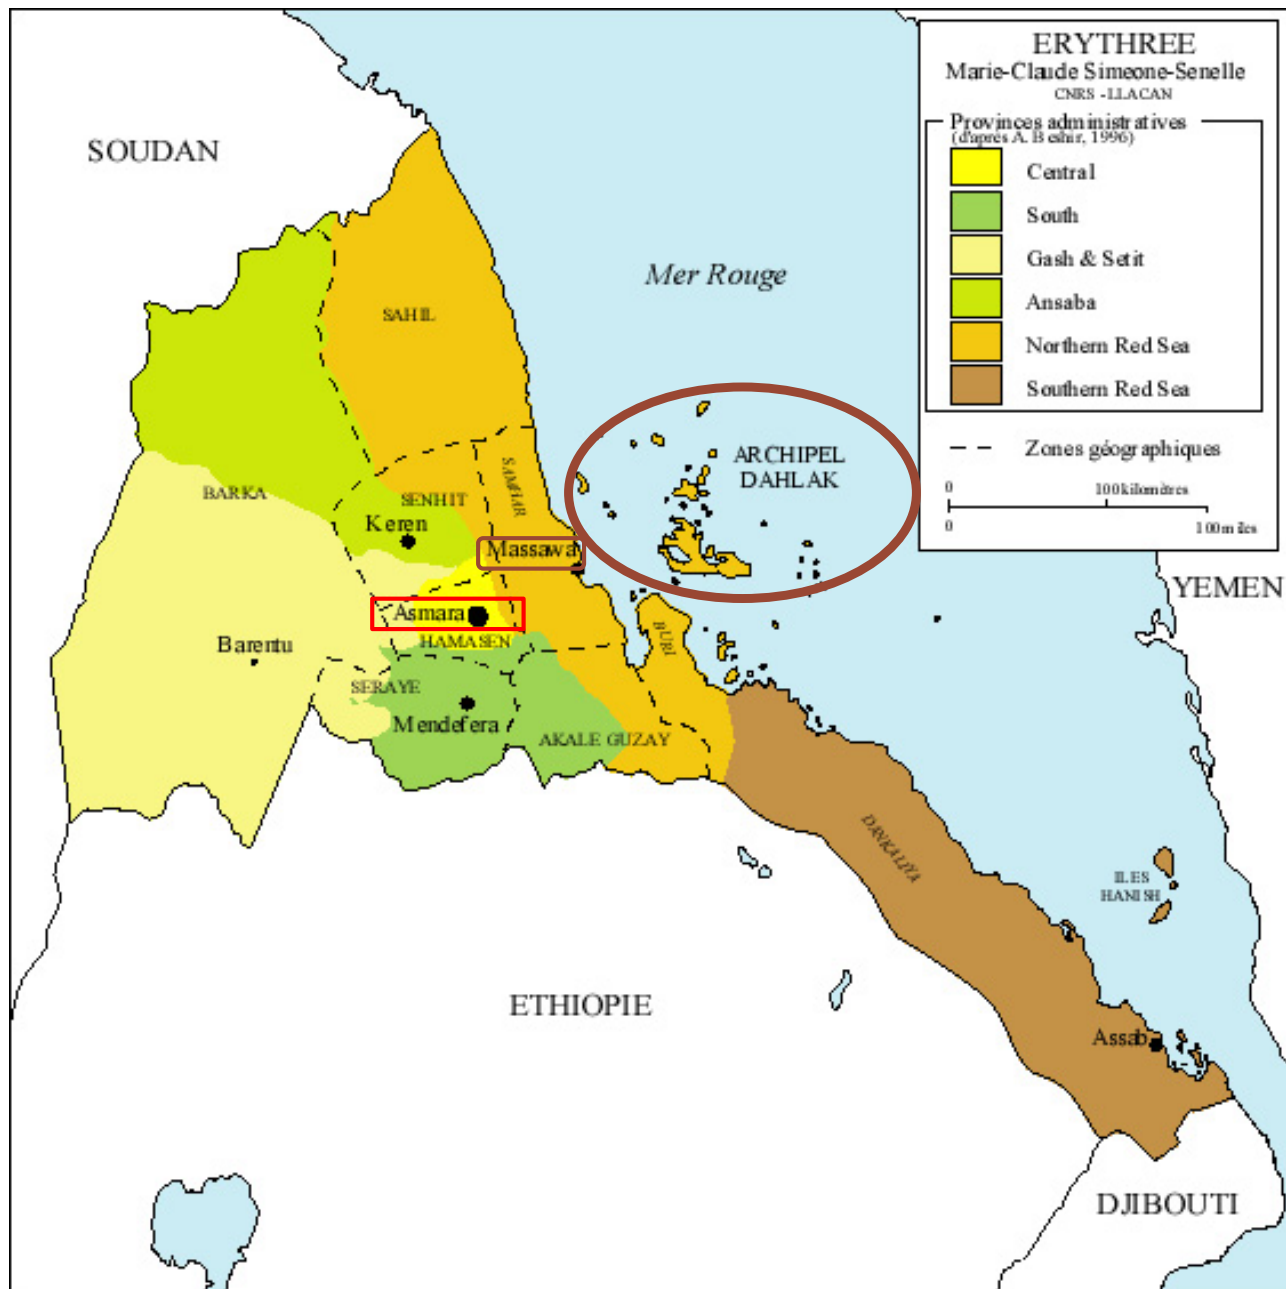 ERYTHREE
Marie-Claude Simeone-Senelle
CNRS -LLACAN
Provinces administratives
(d'après A. Beshir, 1996)
Central
South
Gash & Setit
Ansaba
Northern Red Sea
Southern Red Sea
Zones géographiques
0
100 kilomètres
0
100 miles
SOUDAN
Mer Rouge
SAHIL
ARCHIPEL
DAHLAK
BARKA
SENHIT
SAMHAR
Keren
Massawa
YEMEN
Asmara
HAMASEN
Barentu
BURI
SERAYE
Mendefera
AKALE GUZAY
DANKALIYA
ILES
HANISH
ETHIOPIE
Assab
DJIBOUTI